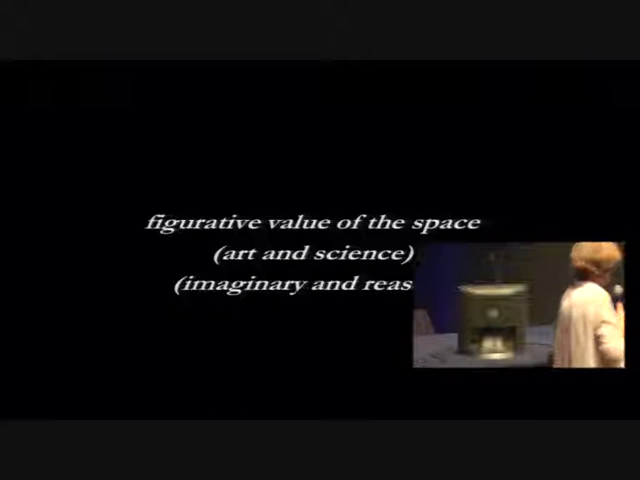 figurative value of the space
(art and science)
(imaginary and reas